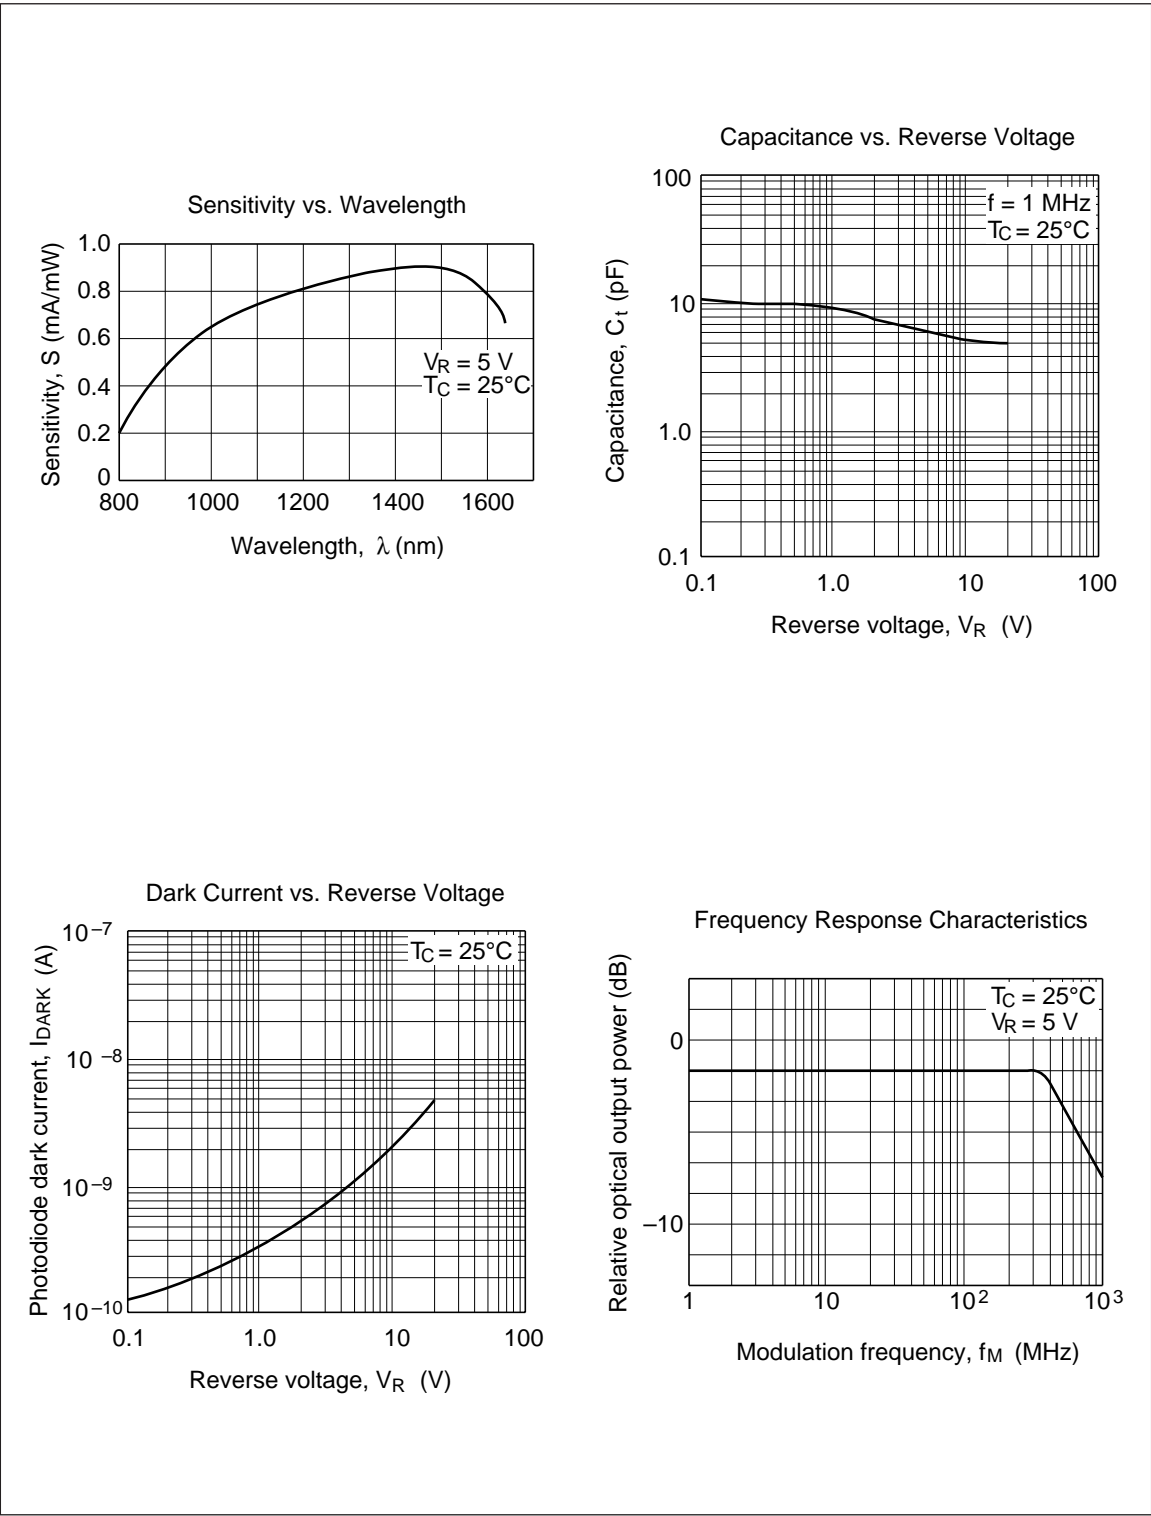 Sensitivity vs. Wavelength
Sensitivity, S (mA/mW)
1.0
0.8
0.6
0.4
0.2
0
VR = 5 V
TC = 25°C
800 1000 1200 1400 1600
Wavelength, λ (nm)
Capacitance vs. Reverse Voltage
Capacitance, Ct (pF)
100
10
1.0
0.1
f = 1 MHz
TC = 25°C
0.1 1.0 10 100
Reverse voltage, VR (V)
Dark Current vs. Reverse Voltage
Photodiode dark current, IDARK (A)
10–7
10 –8
10–9
10–10
TC = 25°C
0.1 1.0 10 100
Reverse voltage, VR (V)
Frequency Response Characteristics
Relative optical output power (dB)
0
–10
TC = 25°C
VR = 5 V
1 10 102 103
Modulation frequency, fM (MHz)